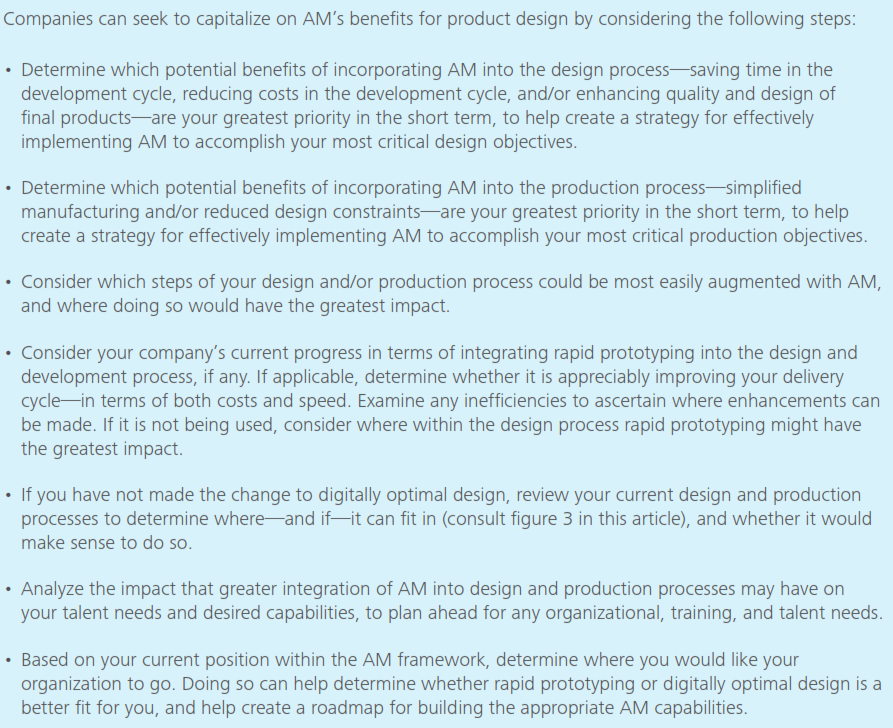 Companies can seek to capitalize on AM’s benefits for product design by considering the following steps:
• Determine which potential benefits of incorporating AM into the design process—saving time in the
development cycle, reducing costs in the development cycle, and/or enhancing quality and design of
final products—are your greatest priority in the short term, to help create a strategy for effectively
implementing AM to accomplish your most critical design objectives.
• Determine which potential benefits of incorporating AM into the production process—simplified
manufacturing and/or reduced design constraints—are your greatest priority in the short term, to help
create a strategy for effectively implementing AM to accomplish your most critical production objectives.
• Consider which steps of your design and/or production process could be most easily augmented with AM,
and where doing so would have the greatest impact.
• Consider your company’s current progress in terms of integrating rapid prototyping into the design and
development process, if any. If applicable, determine whether it is appreciably improving your delivery
cycle—in terms of both costs and speed. Examine any inefficiencies to ascertain where enhancements can
be made. If it is not being used, consider where within the design process rapid prototyping might have
the greatest impact.
• If you have not made the change to digitally optimal design, review your current design and production
processes to determine where—and if—it can fit in (consult figure 3 in this article), and whether it would
make sense to do so.
• Analyze the impact that greater integration of AM into design and production processes may have on
your talent needs and desired capabilities, to plan ahead for any organizational, training, and talent needs.
• Based on your current position within the AM framework, determine where you would like your
organization to go. Doing so can help determine whether rapid prototyping or digitally optimal design is a
better fit for you, and help create a roadmap for building the appropriate AM capabilities.